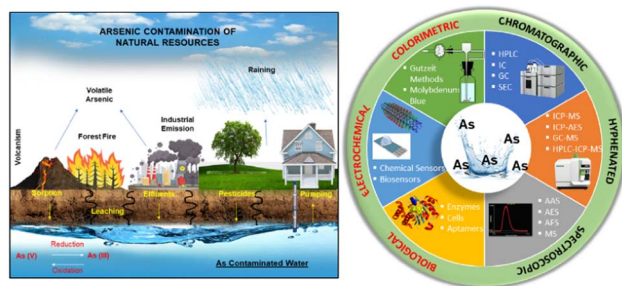 ARSENIC CONTAMINATION OF
NATURAL RESOURCES
Raining
Volatile
Arsenic
Industrial
Emission
Forest Fire
Volcanism
Sorption
Effluents
Pesticides
Pumping
Leaching
Reduction
As (V)
As (III)
Oxidation
As Contaminated Water
COLORIMETRIC
• Gutzeit
Methods
• Molybdenum
Blue
CHROMATOGRAPHIC
• HPLC
• IC
• GC
• SEC
HYPHENATED
• ICP-MS
• ICP-AES
• GC-MS
• HPLC-ICP-MS
SPECTROSCOPIC
• AAS
• AES
• AFS
• MS
BIOLOGICAL
• Enzymes
• Cells
• Aptamers
ELECTROCHEMICAL
• Chemical Sensors
• Biosensors
As
As
As
As
As